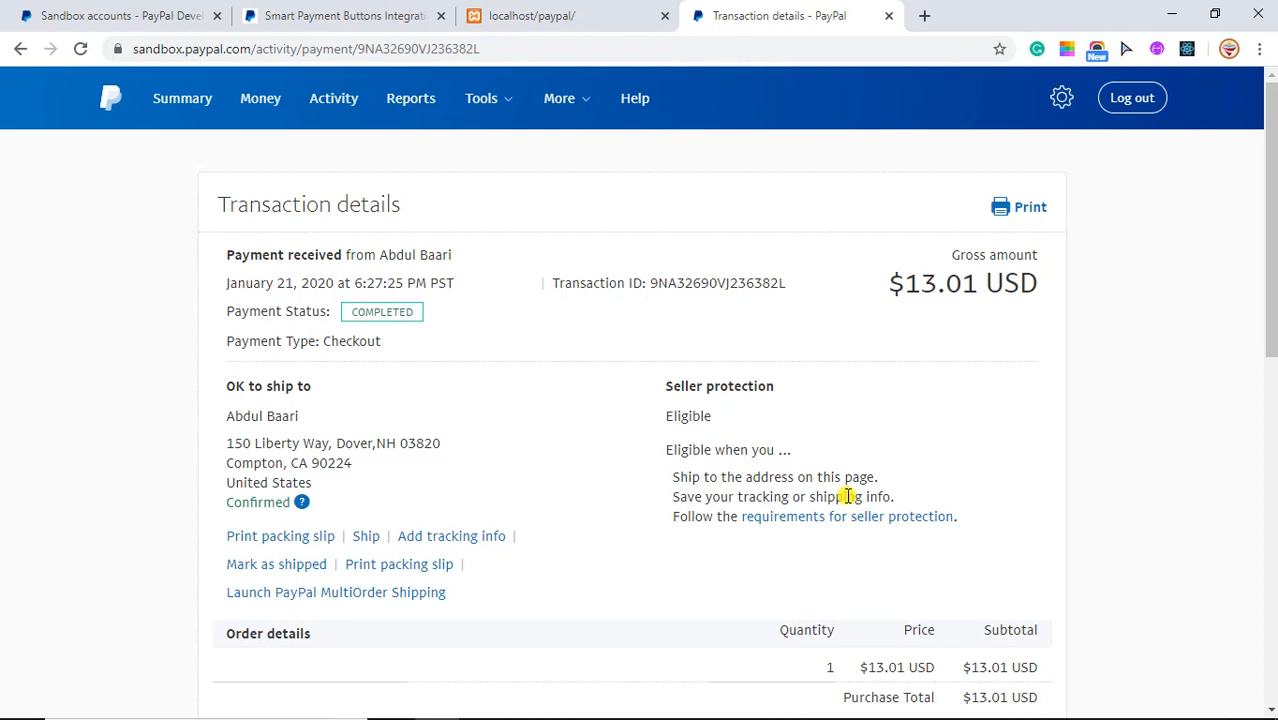 Sandbox accounts - PayPal Devel
Smart Payment Buttons Integrati
localhost/paypal/
Transaction details - PayPal
sandbox.paypal.com/activity/payment/9NA32690VJ236382L
New
Summary
Money
Activity
Reports
Tools
More
Help
Log out
Transaction details
Print
Payment received from Abdul Baari
Gross amount
January 21, 2020 at 6:27:25 PM PST
Transaction ID: 9NA32690VJ236382L
$13.01 USD
Payment Status: COMPLETED
Payment Type: Checkout
OK to ship to
Seller protection
Abdul Baari
Eligible
150 Liberty Way, Dover,NH 03820
Compton, CA 90224
United States
Confirmed ?
Eligible when you ...
Ship to the address on this page.
Save your tracking or shipping info.
Follow the requirements for seller protection.
Print packing slip | Ship | Add tracking info |
Mark as shipped | Print packing slip |
Launch PayPal MultiOrder Shipping
Order details Quantity Price Subtotal
1 $13.01 USD $13.01 USD
Purchase Total $13.01 USD